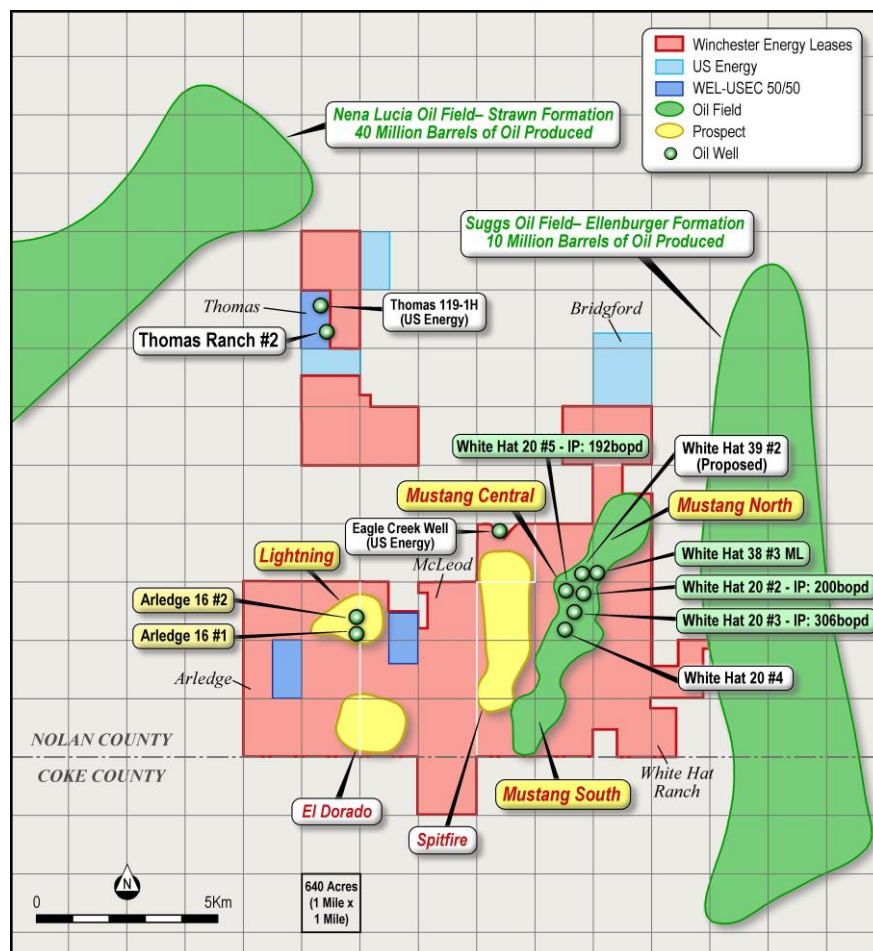 Winchester Energy Leases
US Energy
WEL-USEC 50/50
Oil Field
Prospect
Oil Well
Nena Lucia Oil Field– Strawn Formation
40 Million Barrels of Oil Produced
Suggs Oil Field– Ellenburger Formation
10 Million Barrels of Oil Produced
Thomas
Thomas 119-1H
(US Energy)
Thomas Ranch #2
Bridgford
White Hat 20 #5 - IP: 192bopd
White Hat 39 #2
(Proposed)
Mustang Central
Mustang North
Eagle Creek Well
(US Energy)
McLeod
Lightning
White Hat 38 #3 ML
White Hat 20 #2 - IP: 200bopd
White Hat 20 #3 - IP: 306bopd
White Hat 20 #4
Arledge 16 #2
Arledge 16 #1
Arledge
NOLAN COUNTY
COKE COUNTY
White Hat
Ranch
Mustang South
El Dorado
Spitfire
N
0
5Km
640 Acres
(1 Mile x
1 Mile)